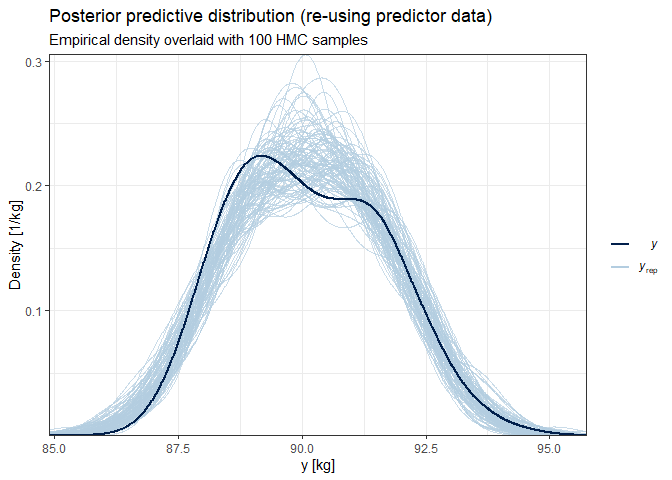 Posterior predictive distribution (re-using predictor data)
Empirical density overlaid with 100 HMC samples
0.3
0.2
0.1
Density [1/kg]
85.0 87.5 90.0 92.5 95.0
y [kg]
y
y rep